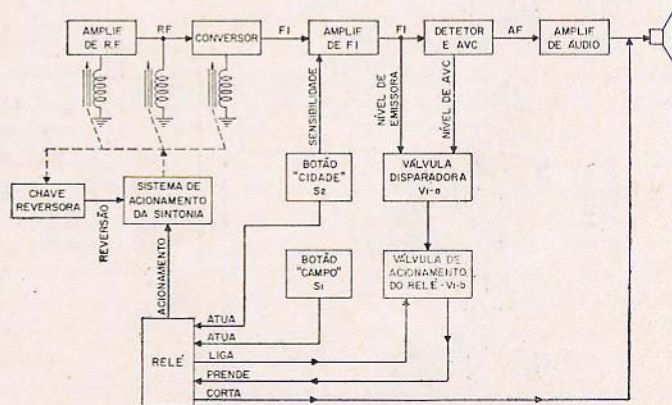 AMPLIF
DE R.F
RF
CONVERSOR
FI
AMPLIF
DE FI
FI
DETETOR
E AVC
AF
AMPLIF
DE ÁUDIO
SENSIBILIDADE
NÍVEL DE
EMISSORA
NÍVEL DE AVC
CHAVE
REVERSORA
REVERSÃO
SISTEMA DE
ACIONAMENTO
DA SINTONIA
BOTÃO
"CIDADE"
S2
VÁLVULA
DISPARADORA
V1-a
ACIONAMENTO
BOTÃO
"CAMPO"
S1
VÁLVULA DE
ACIONAMENTO
DO RELÉ-V1-b
RELÉ
ATUA
ATUA
LIGA
PRENDE
CORTA